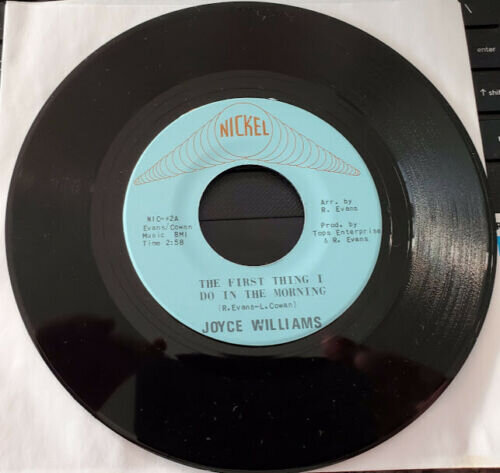 NICKEL
NIC-#2A
Evans/Cowan
Music BMI
Time 2:58
Arr. by
R. Evans
Prod. by
Tops Enterprise
& R. Evans
THE FIRST THING I
DO IN THE MORNING
(R.Evans-L.Cowan)
JOYCE WILLIAMS
enter
shi